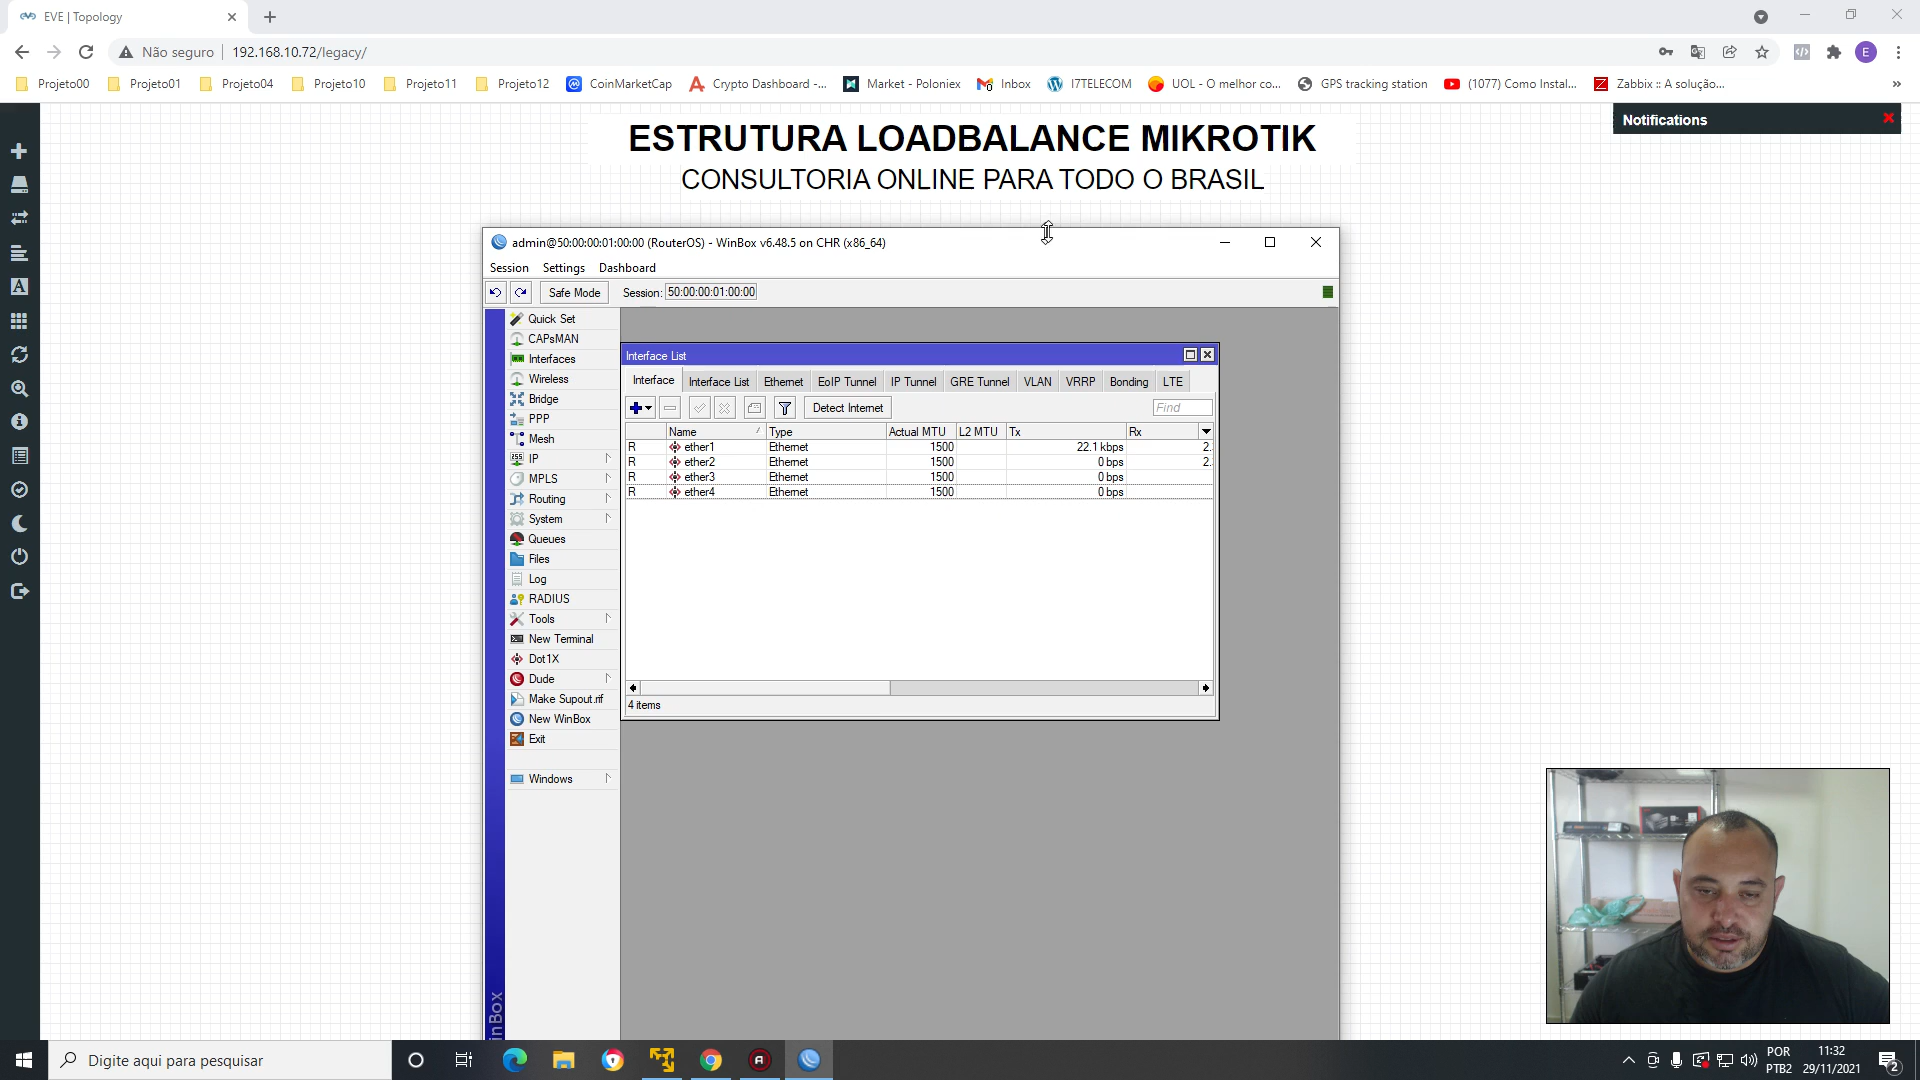 EVE | Topology
Não seguro 192.168.10.72/legacy/
Projeto00 Projeto01 Projeto04 Projeto10 Projeto11 Projeto12 CoinMarketCap Crypto Dashboard -... Market - Poloniex Inbox I7TELECOM UOL - O melhor co... GPS tracking station (1077) Como Instal... Zabbix :: A solução...
Notifications
ESTRUTURA LOADBALANCE MIKROTIK
CONSULTORIA ONLINE PARA TODO O BRASIL
admin@50:00:00:01:00:00 (RouterOS) - WinBox v6.48.5 on CHR (x86_64)
Session Settings Dashboard
Safe Mode Session: 50:00:00:01:00:00
Quick Set
CAPsMAN
Interfaces
Wireless
Bridge
PPP
Mesh
IP
MPLS
Routing
System
Queues
Files
Log
RADIUS
Tools
New Terminal
Dot1X
Dude
Make Supout.rif
New WinBox
Exit
Windows
inBox
Interface List
Interface Interface List Ethernet EoIP Tunnel IP Tunnel GRE Tunnel VLAN VRRP Bonding LTE
Detect Internet Find
Name Type Actual MTU L2 MTU Tx Rx
R ether1 Ethernet 1500 22.1 kbps 2.
R ether2 Ethernet 1500 0 bps 2.
R ether3 Ethernet 1500 0 bps
R ether4 Ethernet 1500 0 bps
4 items
Digite aqui para pesquisar
POR
PTB2
11:32
29/11/2021
2